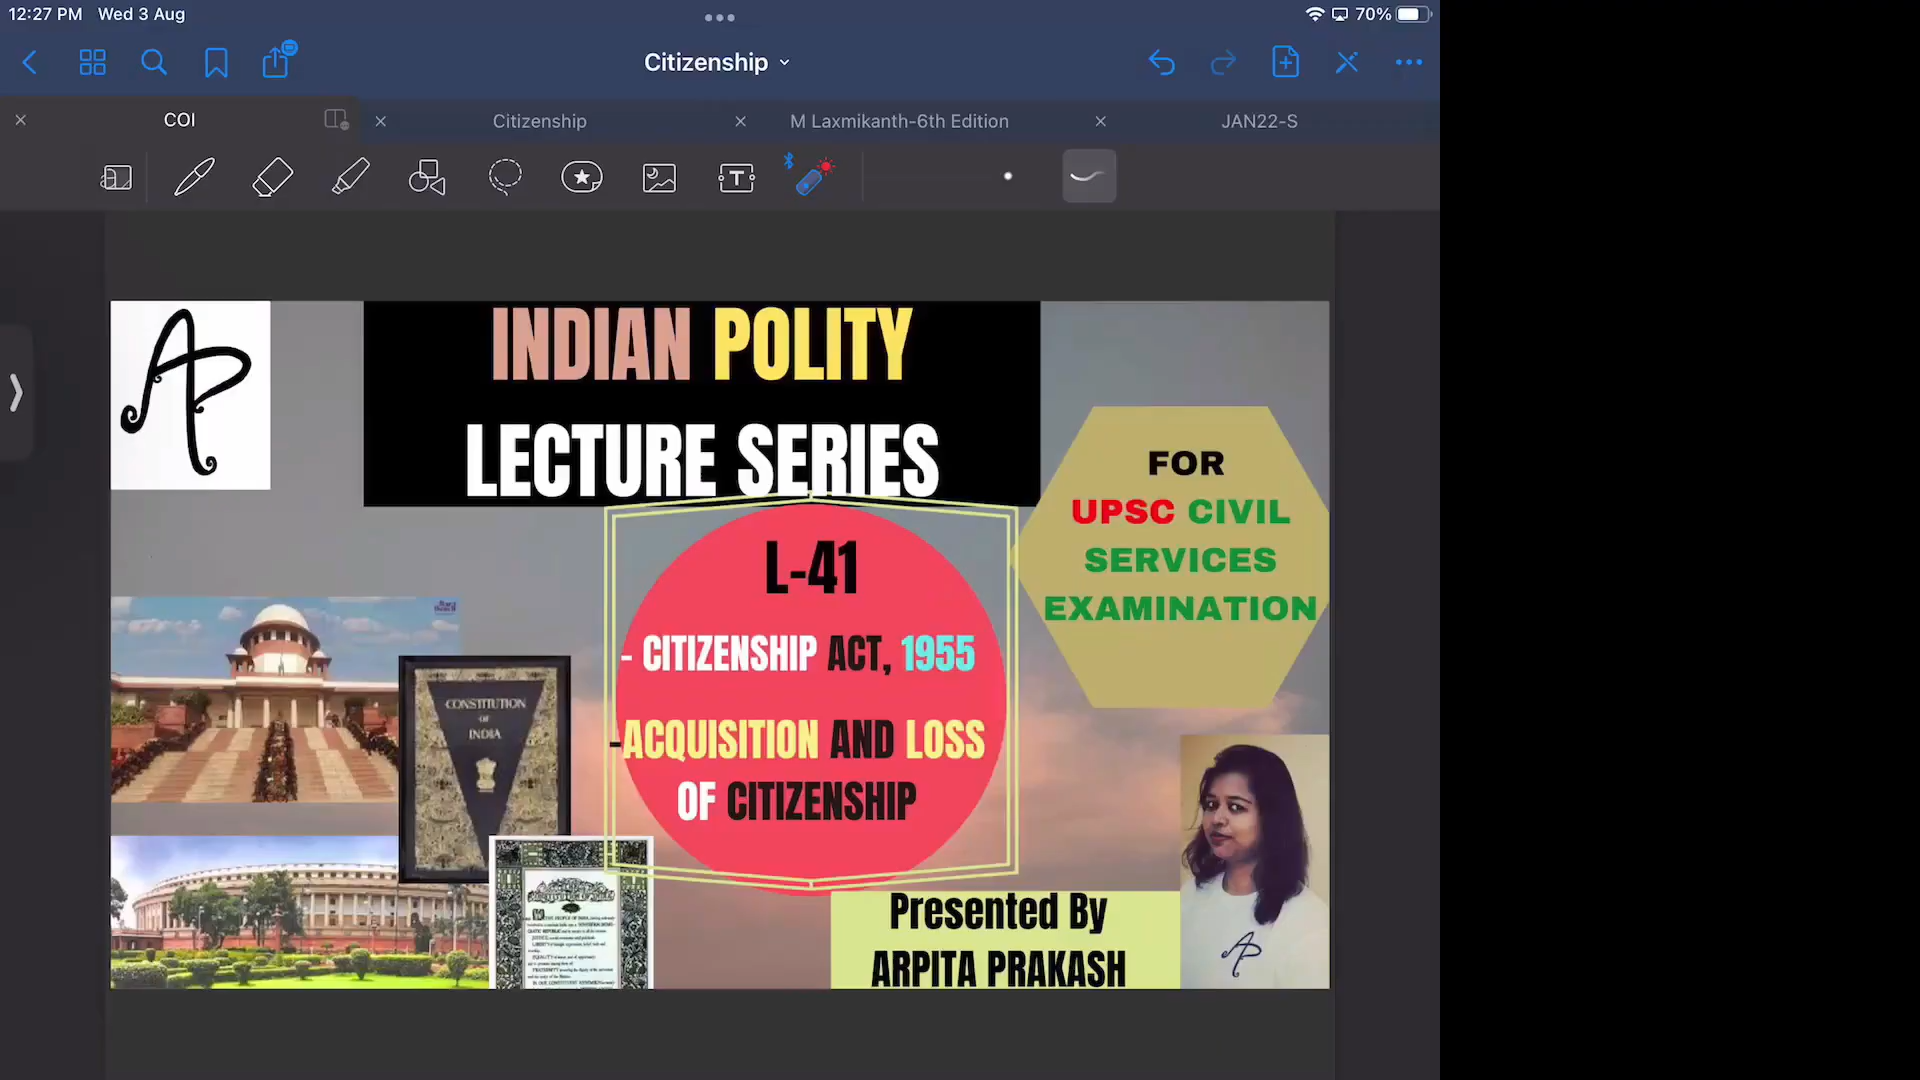 12:27 PM Wed 3 Aug
70%
Citizenship
COI
Citizenship
M Laxmikanth-6th Edition
JAN22-S
T
AP
INDIAN POLITY
LECTURE SERIES
FOR
UPSC CIVIL
SERVICES
EXAMINATION
L-41
- CITIZENSHIP ACT, 1955
-ACQUISITION AND LOSS
OF CITIZENSHIP
CONSTITUTION
OF
INDIA
Presented By
ARPITA PRAKASH
AP